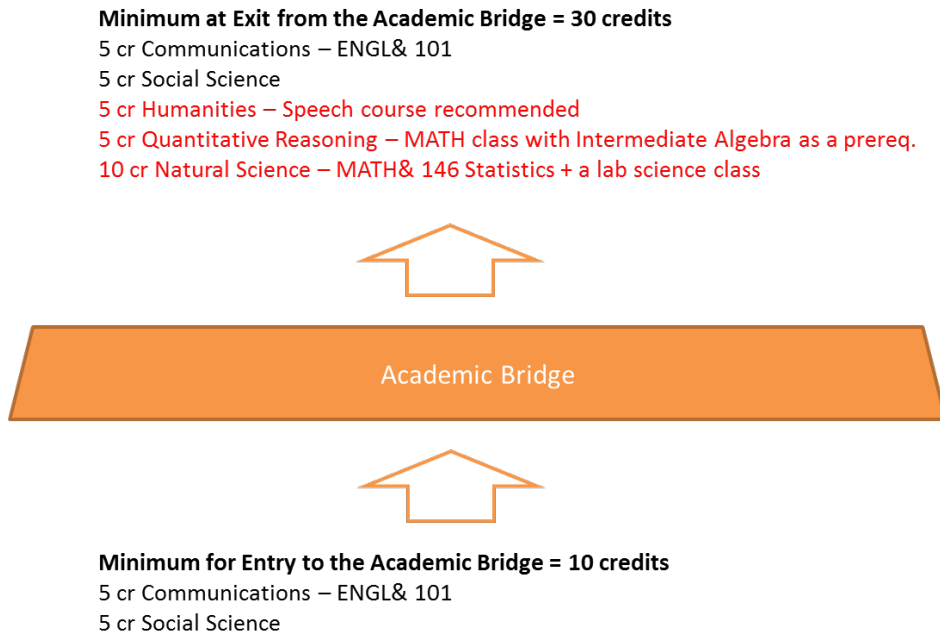 Minimum at Exit from the Academic Bridge = 30 credits
5 cr Communications – ENGL& 101
5 cr Social Science
5 cr Humanities – Speech course recommended
5 cr Quantitative Reasoning – MATH class with Intermediate Algebra as a prereq.
10 cr Natural Science – MATH& 146 Statistics + a lab science class
Academic Bridge
Minimum for Entry to the Academic Bridge = 10 credits
5 cr Communications – ENGL& 101
5 cr Social Science